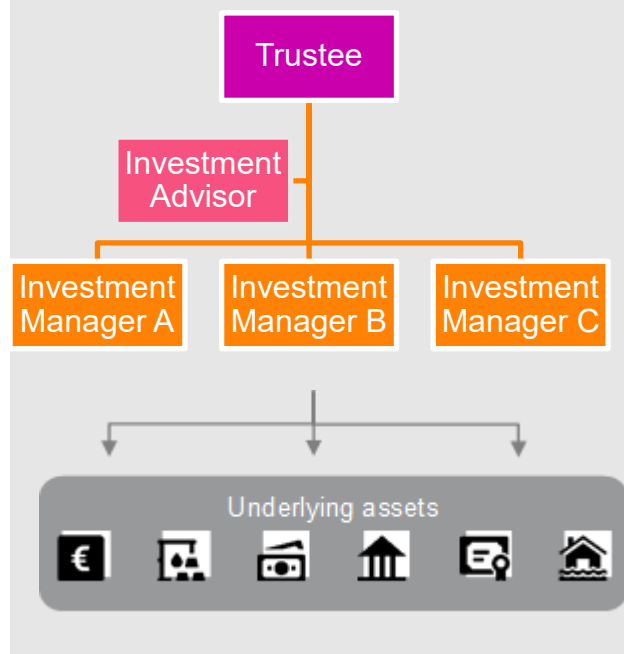 Trustee
Investment
Advisor
Investment
Manager A
Investment
Manager B
Investment
Manager C
Underlying assets
€